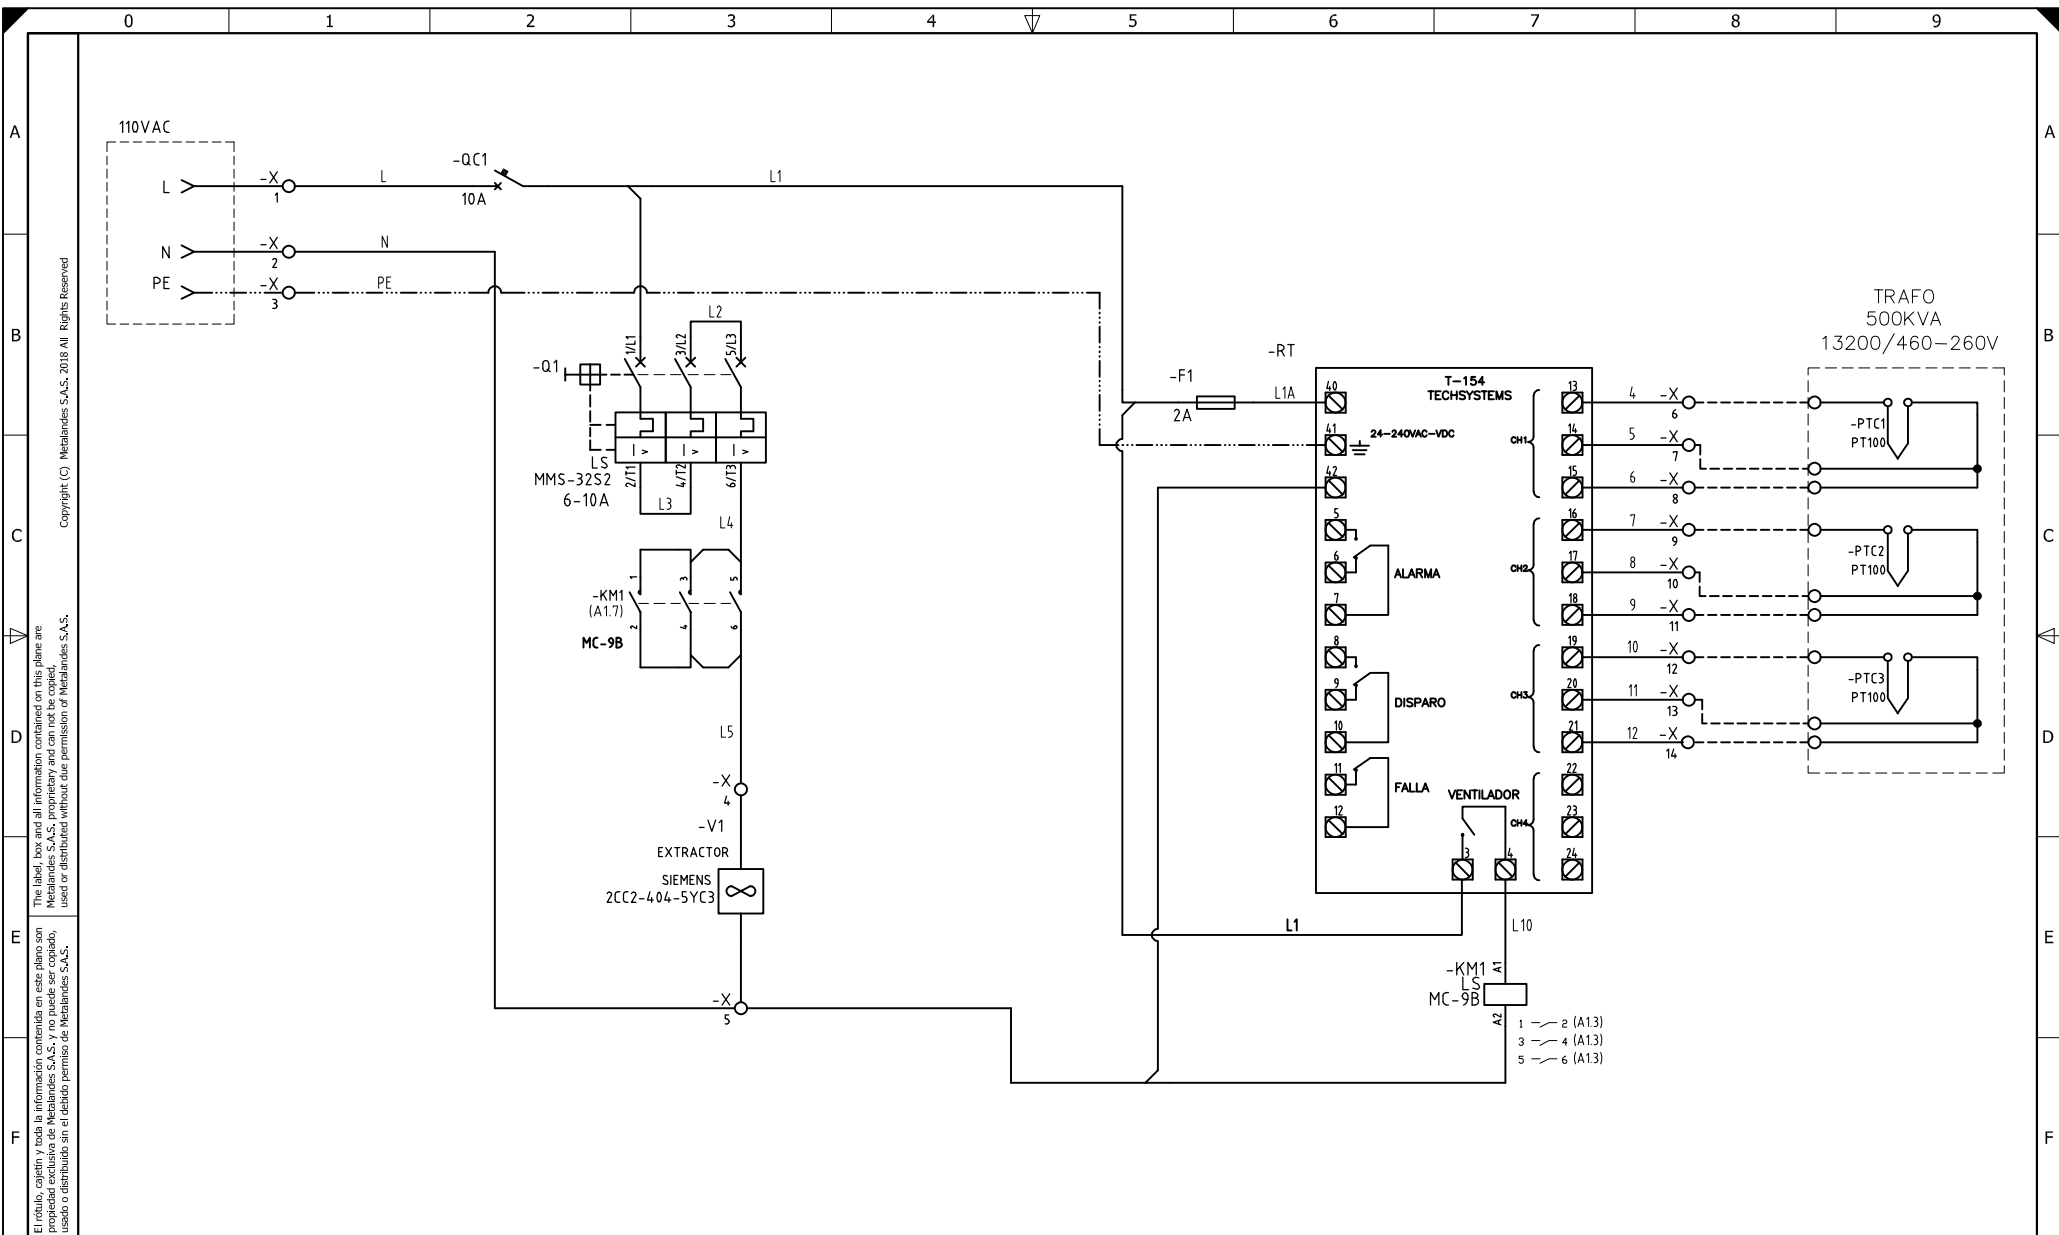 0 1 2 3 4 5 6 7 8 9
A
B
C
D
E
F
A
B
C
D
E
F
Copyright (C) Metalandes S.A.S. 2018 All Rights Reserved
The label, box and all information contained on this plane are
Metalandes S.A.S. proprietary and can not be copied,
used or distributed without due permission of Metalandes S.A.S.
El rótulo, cajetín y toda la información contenida en este plano son
propiedad exclusiva de Metalandes S.A.S. y no puede ser copiado,
usado o distribuido sin el debido permiso de Metalandes S.A.S.
110VAC
L
N
PE
-X
1
-X
2
-X
3
L
N
PE
-QC1
10A
L1
L2
1/L1
3/L2
5/L3
-Q1
LS
MMS-32S2
6-10A
I >
I >
I >
2/T1
4/T2
6/T3
L3
L4
1
3
5
-KM1
(A1.7)
2
4
6
MC-9B
L5
-X
4
-V1
EXTRACTOR
SIEMENS
2CC2-404-5YC3
-X
5
-F1
2A
L1A
-RT
T-154
TECHSYSTEMS
24-240VAC-VDC
40
41
42
5
6
7
ALARMA
8
9
10
DISPARO
11
12
FALLA
VENTILADOR
3
4
CH1
13
14
15
CH2
16
17
18
CH3
19
20
21
CH4
22
23
24
L1
L10
-KM1
LS
MC-9B
A1
A2
1 2 (A1.3)
3 4 (A1.3)
5 6 (A1.3)
4 -X
6
5 -X
7
6 -X
8
7 -X
9
8 -X
10
9 -X
11
10 -X
12
11 -X
13
12 -X
14
TRAFO
500KVA
13200/460-260V
-PTC1
PT100
-PTC2
PT100
-PTC3
PT100